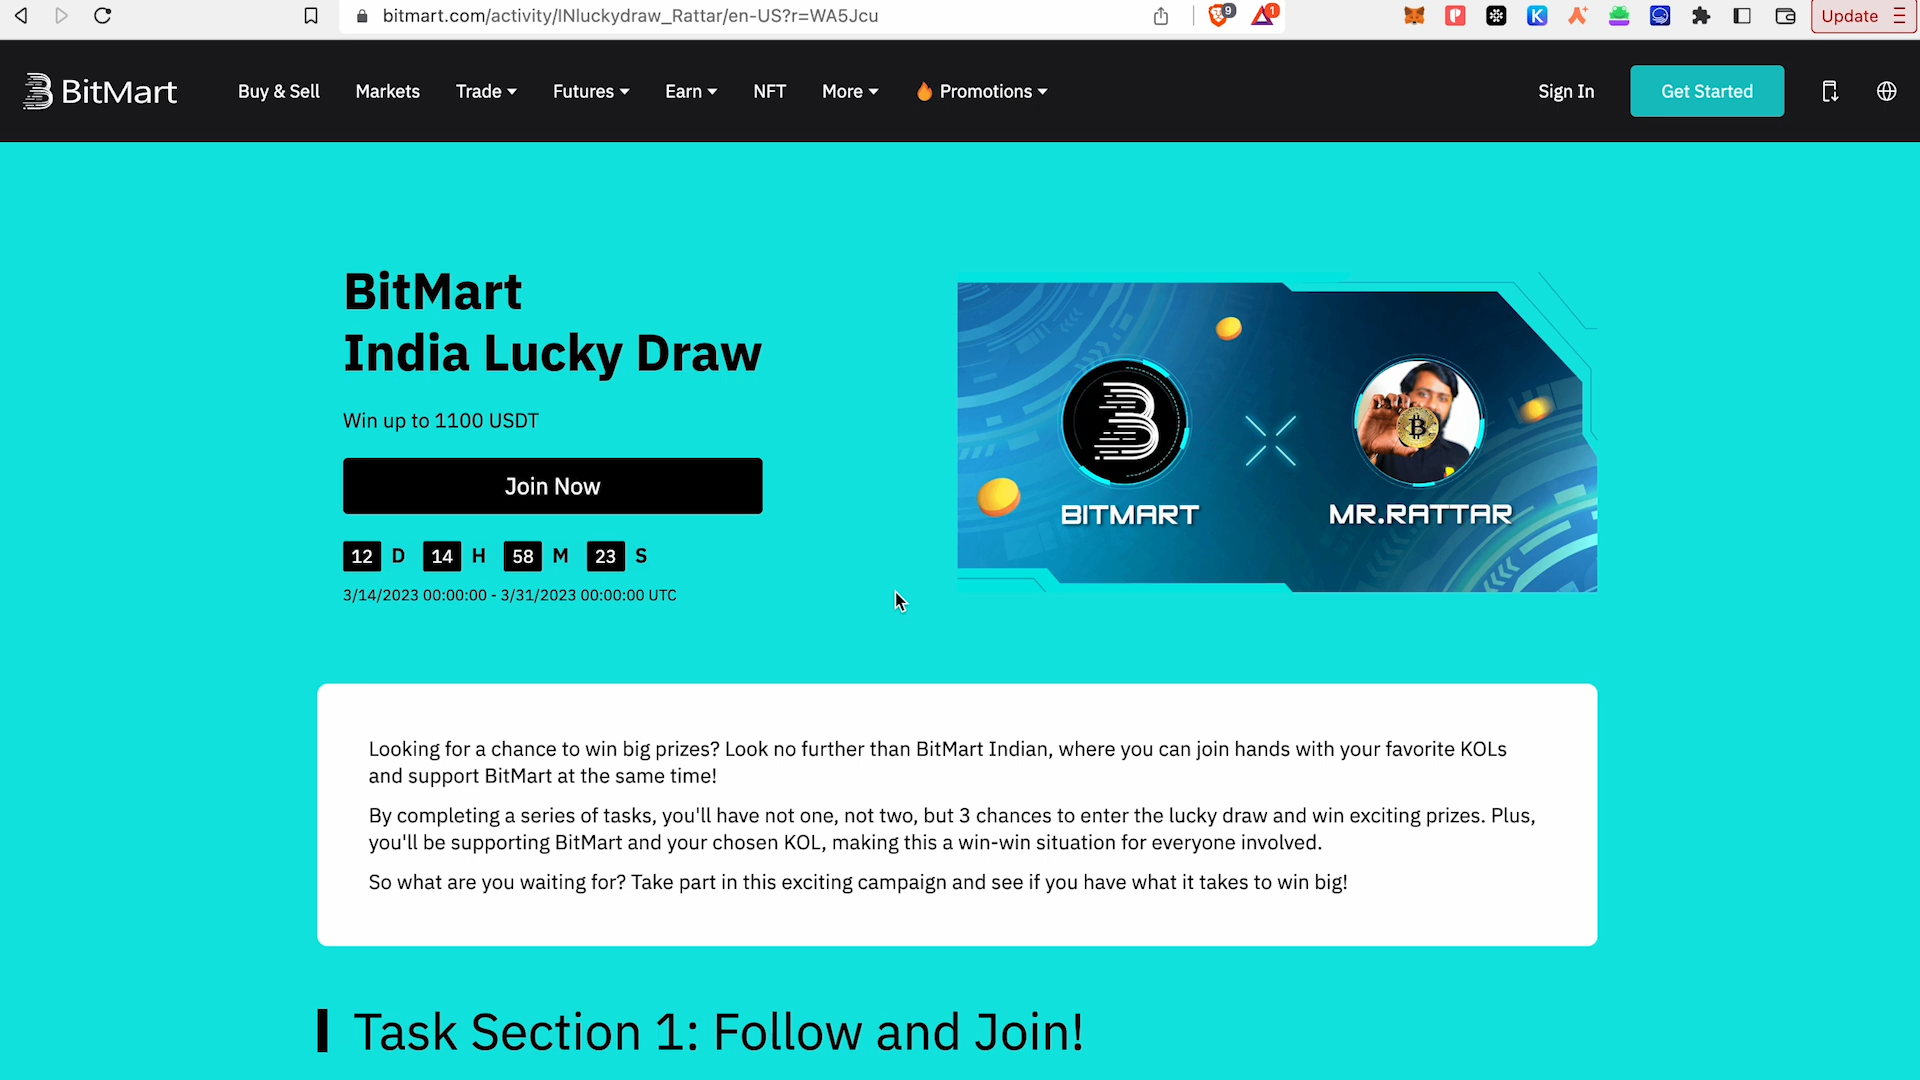 bitmart.com/activity/INluckydraw_Rattar/en-US?r=WA5Jcu
9
1
Update
BitMart
Buy & Sell
Markets
Trade
Futures
Earn
NFT
More
Promotions
Sign In
Get Started
BitMart
India Lucky Draw
Win up to 1100 USDT
Join Now
12 D 14 H 58 M 23 S
3/14/2023 00:00:00 - 3/31/2023 00:00:00 UTC
BITMART
MR.RATTAR
Looking for a chance to win big prizes? Look no further than BitMart Indian, where you can join hands with your favorite KOLs
and support BitMart at the same time!
By completing a series of tasks, you'll have not one, not two, but 3 chances to enter the lucky draw and win exciting prizes. Plus,
you'll be supporting BitMart and your chosen KOL, making this a win-win situation for everyone involved.
So what are you waiting for? Take part in this exciting campaign and see if you have what it takes to win big!
Task Section 1: Follow and Join!